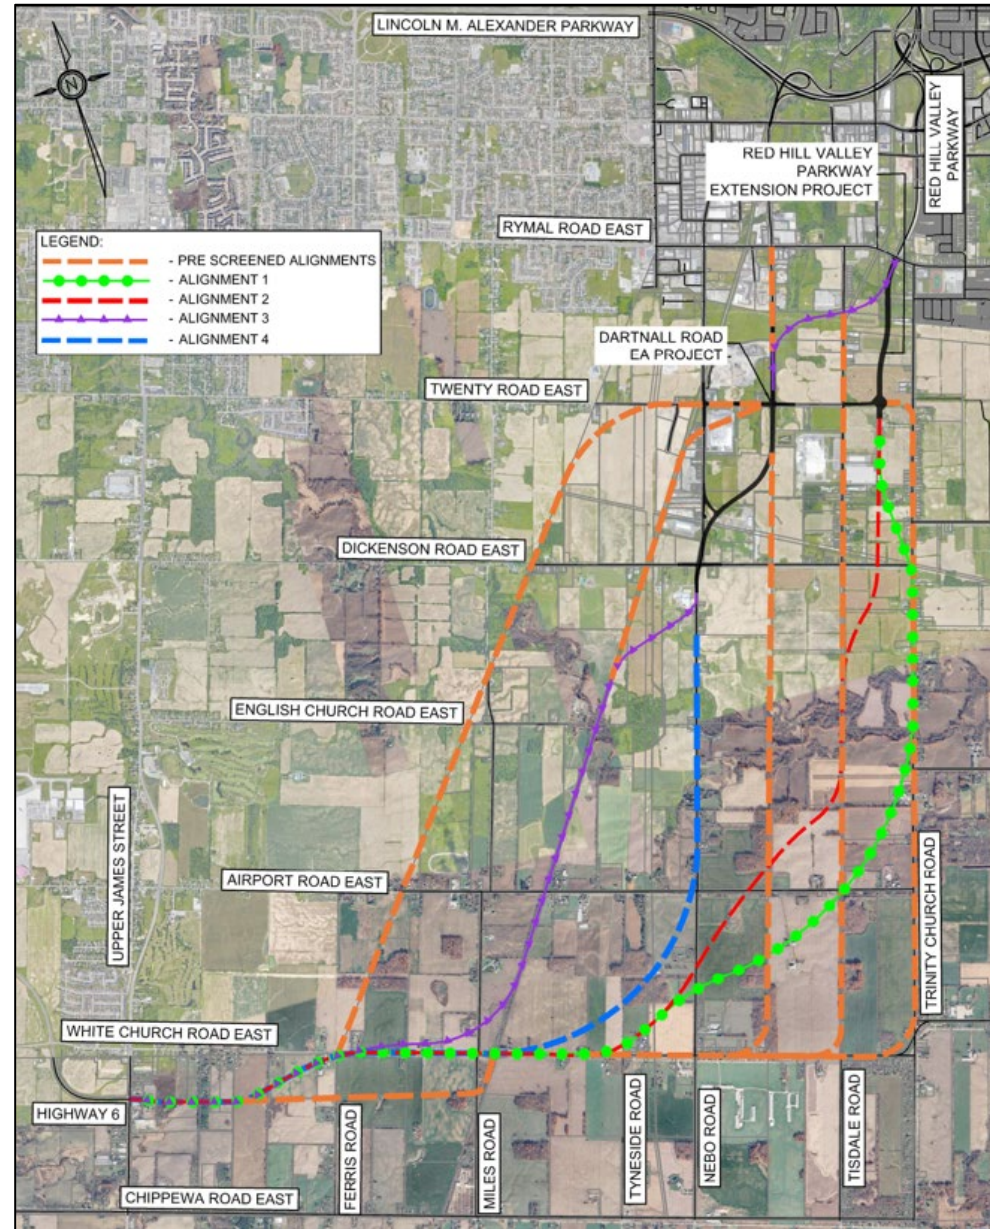 LINCOLN M. ALEXANDER PARKWAY
N
RED HILL VALLEY
PARKWAY
RED HILL VALLEY
PARKWAY
EXTENSION PROJECT
RYMAL ROAD EAST
LEGEND:
- PRE SCREENED ALIGNMENTS
- ALIGNMENT 1
- ALIGNMENT 2
- ALIGNMENT 3
- ALIGNMENT 4
DARTNALL ROAD
EA PROJECT
TWENTY ROAD EAST
DICKENSON ROAD EAST
ENGLISH CHURCH ROAD EAST
UPPER JAMES STREET
AIRPORT ROAD EAST
TRINITY CHURCH ROAD
WHITE CHURCH ROAD EAST
HIGHWAY 6
FERRIS ROAD
MILES ROAD
TYNESIDE ROAD
NEBO ROAD
TISDALE ROAD
CHIPPEWA ROAD EAST